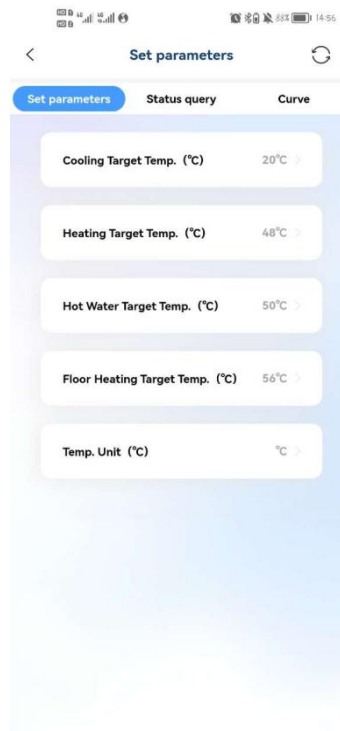 88% 14:56
Set parameters
Set parameters Status query Curve
Cooling Target Temp. (℃) 20℃
Heating Target Temp. (℃) 48℃
Hot Water Target Temp. (℃) 50℃
Floor Heating Target Temp. (℃) 56℃
Temp. Unit (℃) ℃